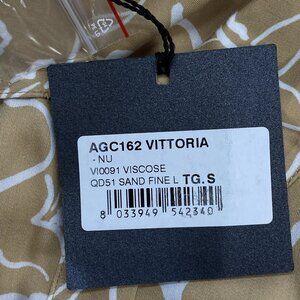 AGC162 VITTORIA
- NU
VI0091 VISCOSE
QD51 SAND FINE L TG.S
8 033949 542340